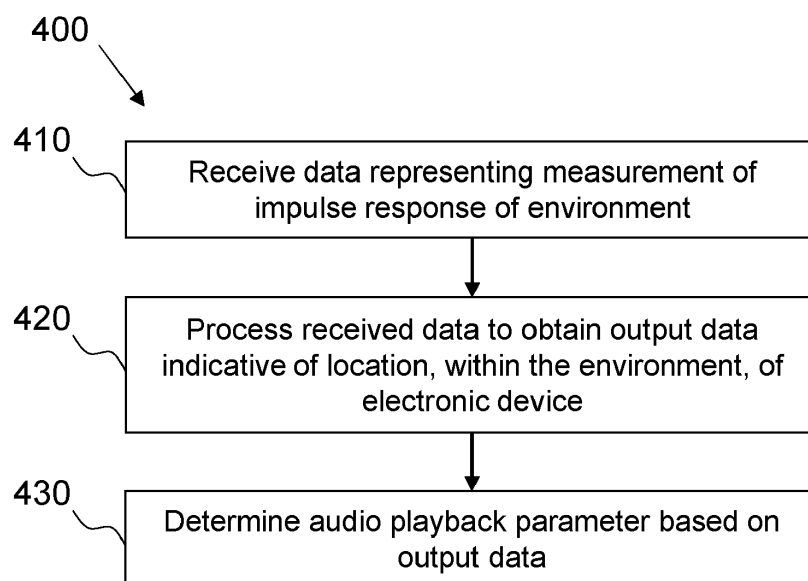 400
410
Receive data representing measurement of
impulse response of environment
420
Process received data to obtain output data
indicative of location, within the environment, of
electronic device
430
Determine audio playback parameter based on
output data